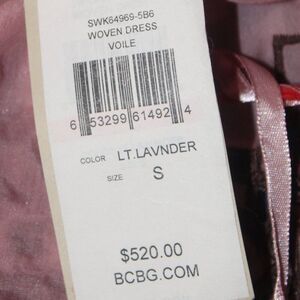 SWK64969-5B6
WOVEN DRESS
VOILE
6 53299 61492 4
COLOR LT.LAVNDER
SIZE S
$520.00
BCBG.COM